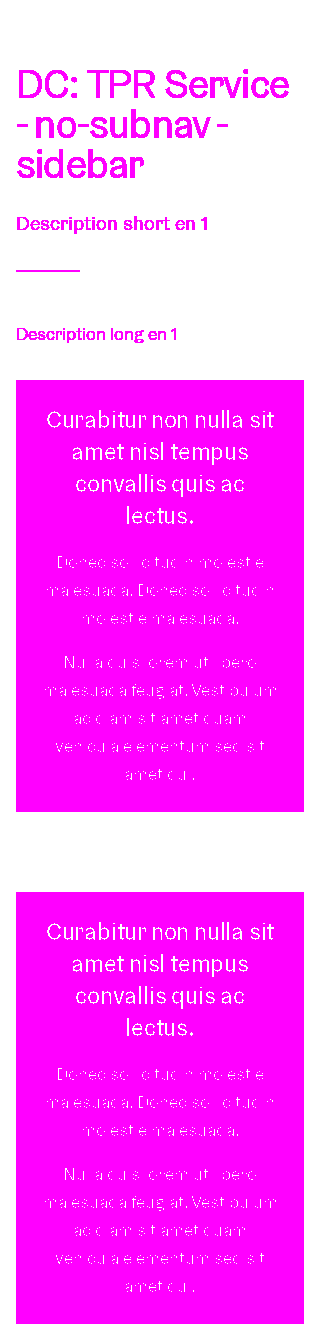 DC: TPR Service
- no-subnav -
sidebar
Description short en 1
Description long en 1
Curabitur non nulla sit
amet nisl tempus
convallis quis ac
lectus.
Donec sollicitudin molestie
malesuada. Donec sollicitudin
molestie malesuada.
Nulla quis lorem ut libero
malesuada feugiat. Vestibulum
ac diam sit amet quam
vehicula elementum sed sit
amet dui.
Curabitur non nulla sit
amet nisl tempus
convallis quis ac
lectus.
Donec sollicitudin molestie
malesuada. Donec sollicitudin
molestie malesuada.
Nulla quis lorem ut libero
malesuada feugiat. Vestibulum
ac diam sit amet quam
vehicula elementum sed sit
amet dui.